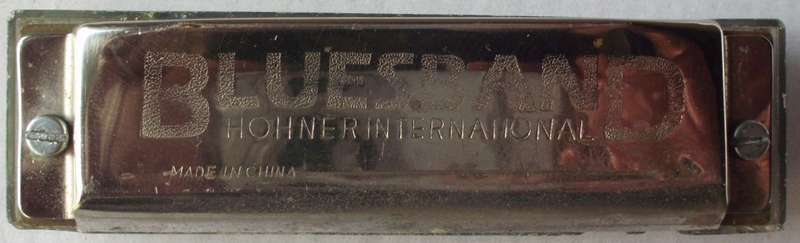 BLUESBAND
HOHNER INTERNATIONAL
MADE IN CHINA